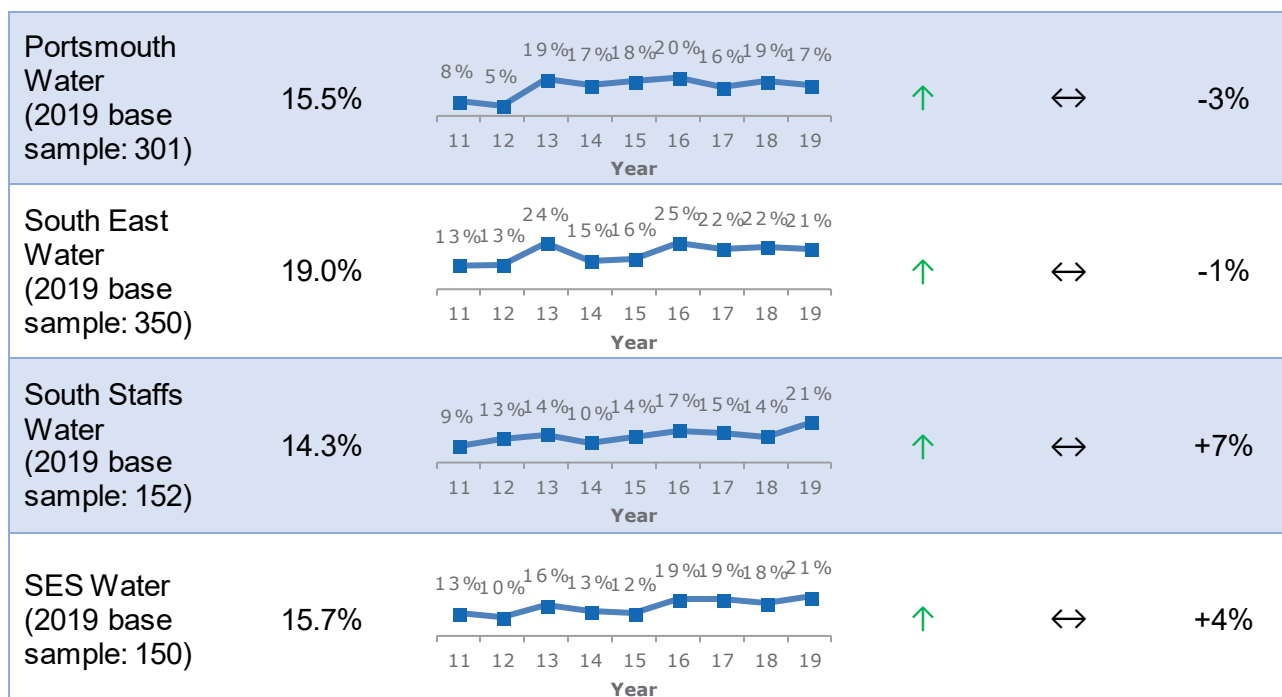 Portsmouth
Water
(2019 base
sample: 301)
15.5%
8% 5% 19% 17% 18% 20% 16% 19% 17%
11 12 13 14 15 16 17 18 19
Year
↑ ↔ -3%
South East
Water
(2019 base
sample: 350)
19.0%
13% 13% 24% 15% 16% 25% 22% 22% 21%
11 12 13 14 15 16 17 18 19
Year
↑ ↔ -1%
South Staffs
Water
(2019 base
sample: 152)
14.3%
9% 13% 14% 10% 14% 17% 15% 14% 21%
11 12 13 14 15 16 17 18 19
Year
↑ ↔ +7%
SES Water
(2019 base
sample: 150)
15.7%
13% 10% 16% 13% 12% 19% 19% 18% 21%
11 12 13 14 15 16 17 18 19
Year
↑ ↔ +4%